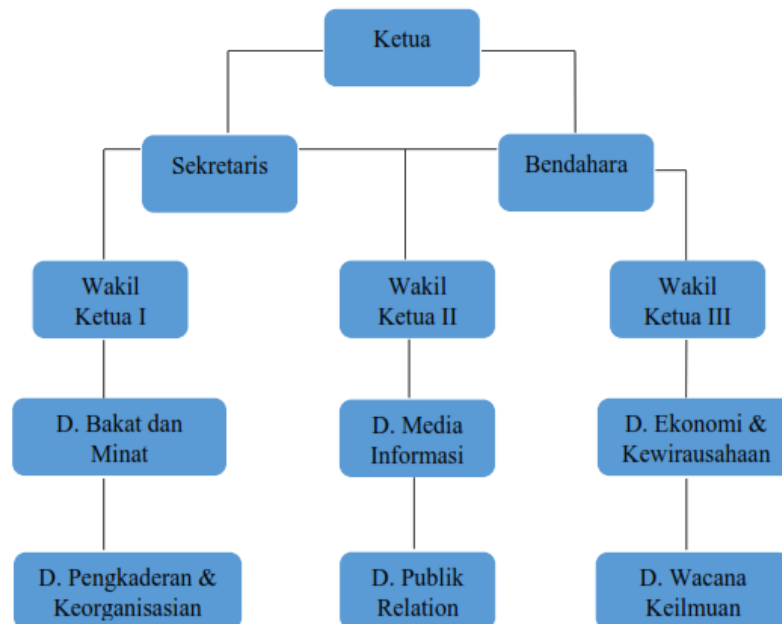 Ketua
Sekretaris
Bendahara
Wakil
Ketua I
Wakil
Ketua II
Wakil
Ketua III
D. Bakat dan
Minat
D. Media
Informasi
D. Ekonomi &
Kewirausahaan
D. Pengkaderan &
Keorganisasian
D. Publik
Relation
D. Wacana
Keilmuan